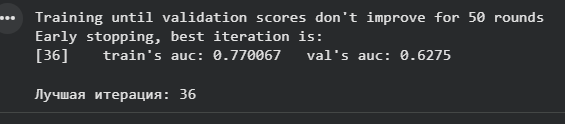 Training until validation scores don't improve for 50 rounds
Early stopping, best iteration is:
[36]	train's auc: 0.770067	val's auc: 0.6275
Лучшая итерация: 36